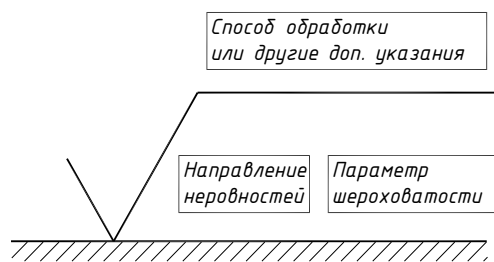 Способ обработки
или другие доп. указания
Направление
неровностей
Параметр
шероховатости